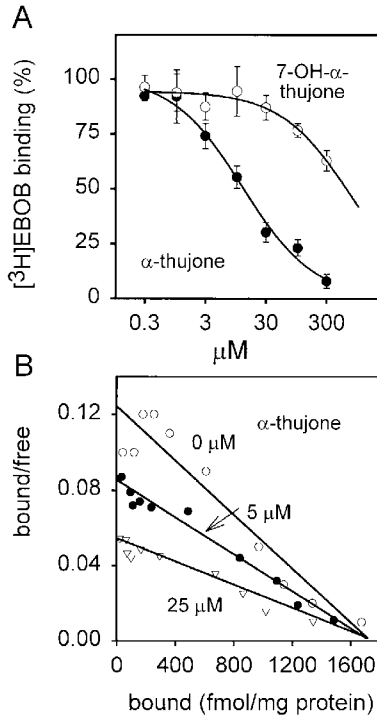 A
[³H]EBOB binding (%)
100
75
50
25
0
7-OH-α-
thujone
α-thujone
0.3
3
30
300
μM
B
bound/free
0.12
0.08
0.04
0.00
α-thujone
0 μM
5 μM
25 μM
0
400
800
1200
1600
bound (fmol/mg protein)